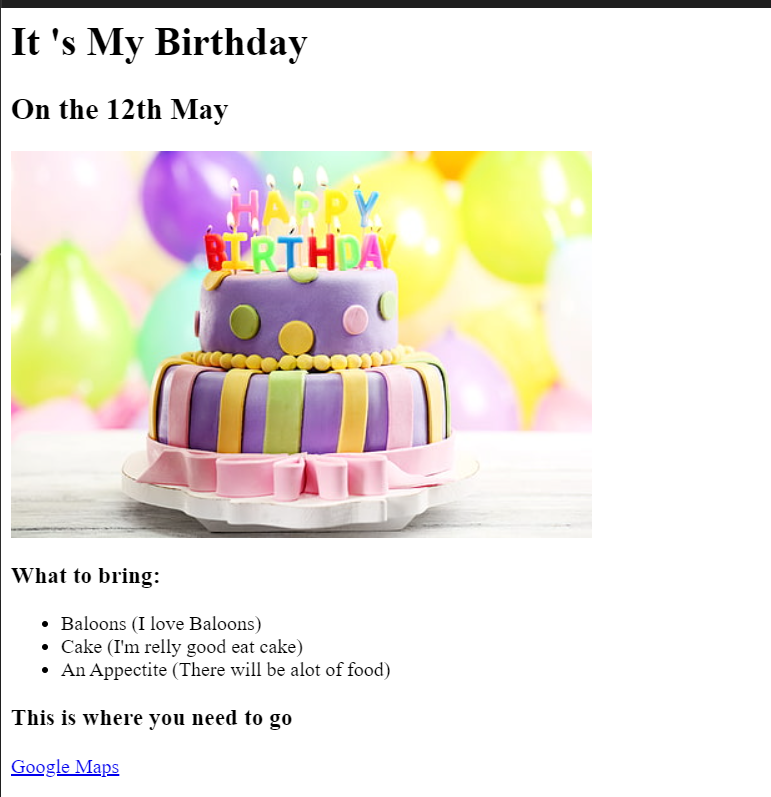 It 's My Birthday
On the 12th May
HAPPY
BIRTHDAY
What to bring:
Baloons (I love Baloons)
Cake (I'm relly good eat cake)
An Appectite (There will be alot of food)
This is where you need to go
Google Maps